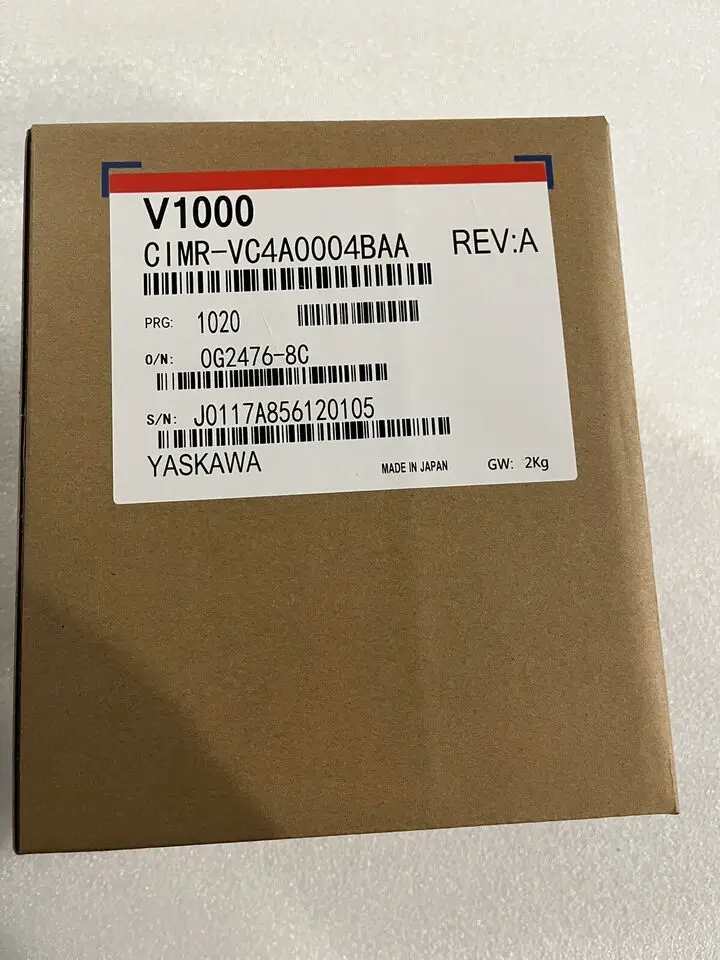 V1000
CIMR-VC4A0004BAA REV:A
PRG: 1020
O/N: 0G2476-8C
S/N: J0117A856120105
YASKAWA MADE IN JAPAN GW: 2Kg